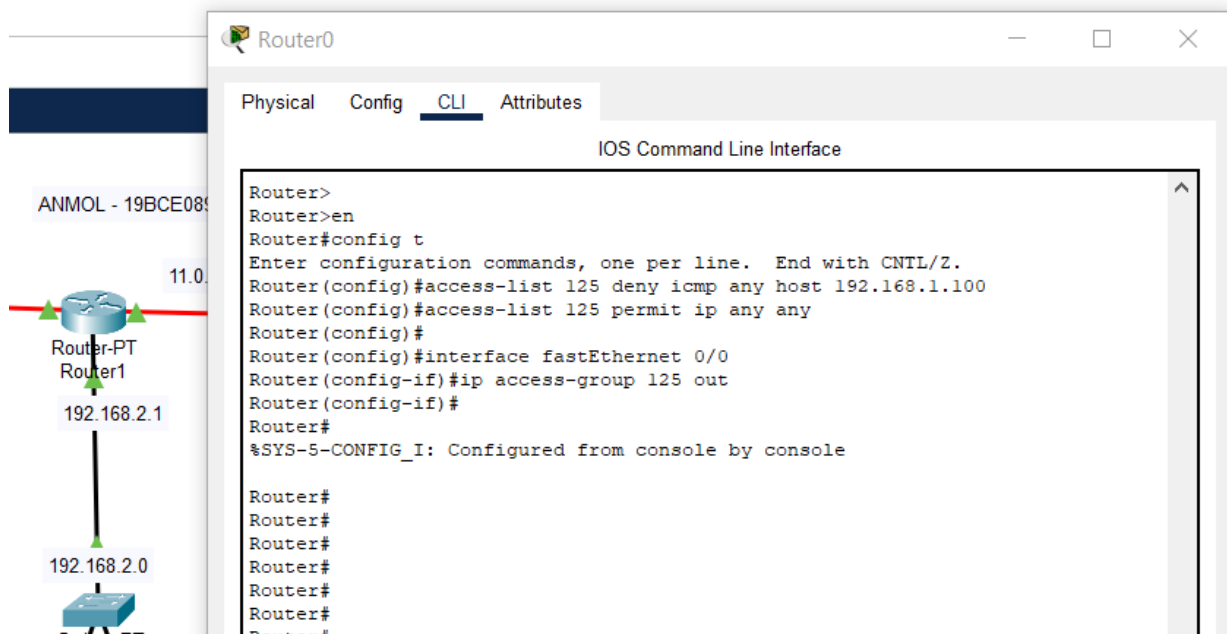 Router0
Physical Config CLI Attributes
IOS Command Line Interface
Router>
Router>en
Router#config t
Enter configuration commands, one per line. End with CNTL/Z.
Router(config)#access-list 125 deny icmp any host 192.168.1.100
Router(config)#access-list 125 permit ip any any
Router(config)#
Router(config)#interface fastEthernet 0/0
Router(config-if)#ip access-group 125 out
Router(config-if)#
Router#
%SYS-5-CONFIG_I: Configured from console by console
Router#
Router#
Router#
Router#
Router#
Router#
ANMOL - 19BCE089
11.0.
Router-PT
Router1
192.168.2.1
192.168.2.0